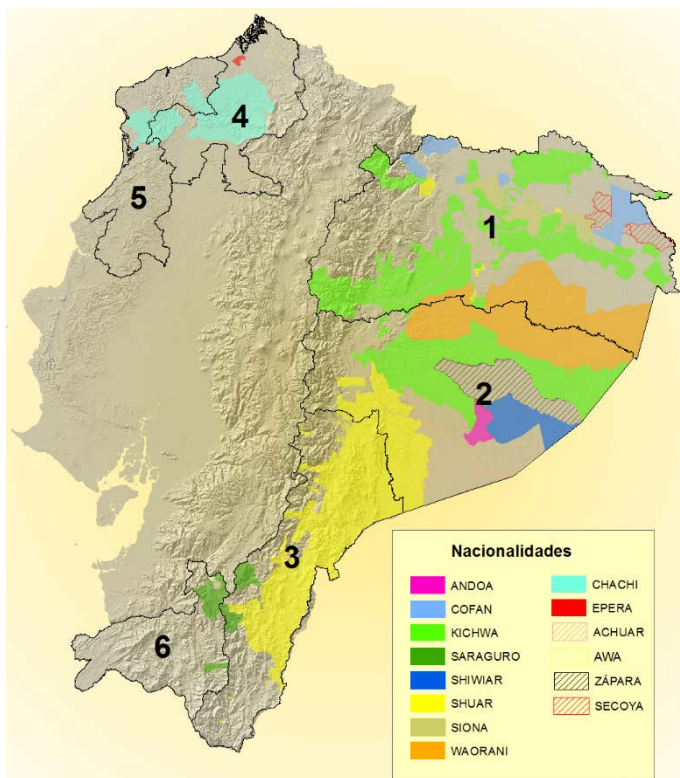 4
5
1
2
3
6
Nacionalidades
ANDOA
COFAN
KICHWA
SARAGURO
SHIWIAR
SHUAR
SIONA
WAORANI
CHACHI
EPERA
ACHUAR
AWA
ZÁPARA
SECOYA